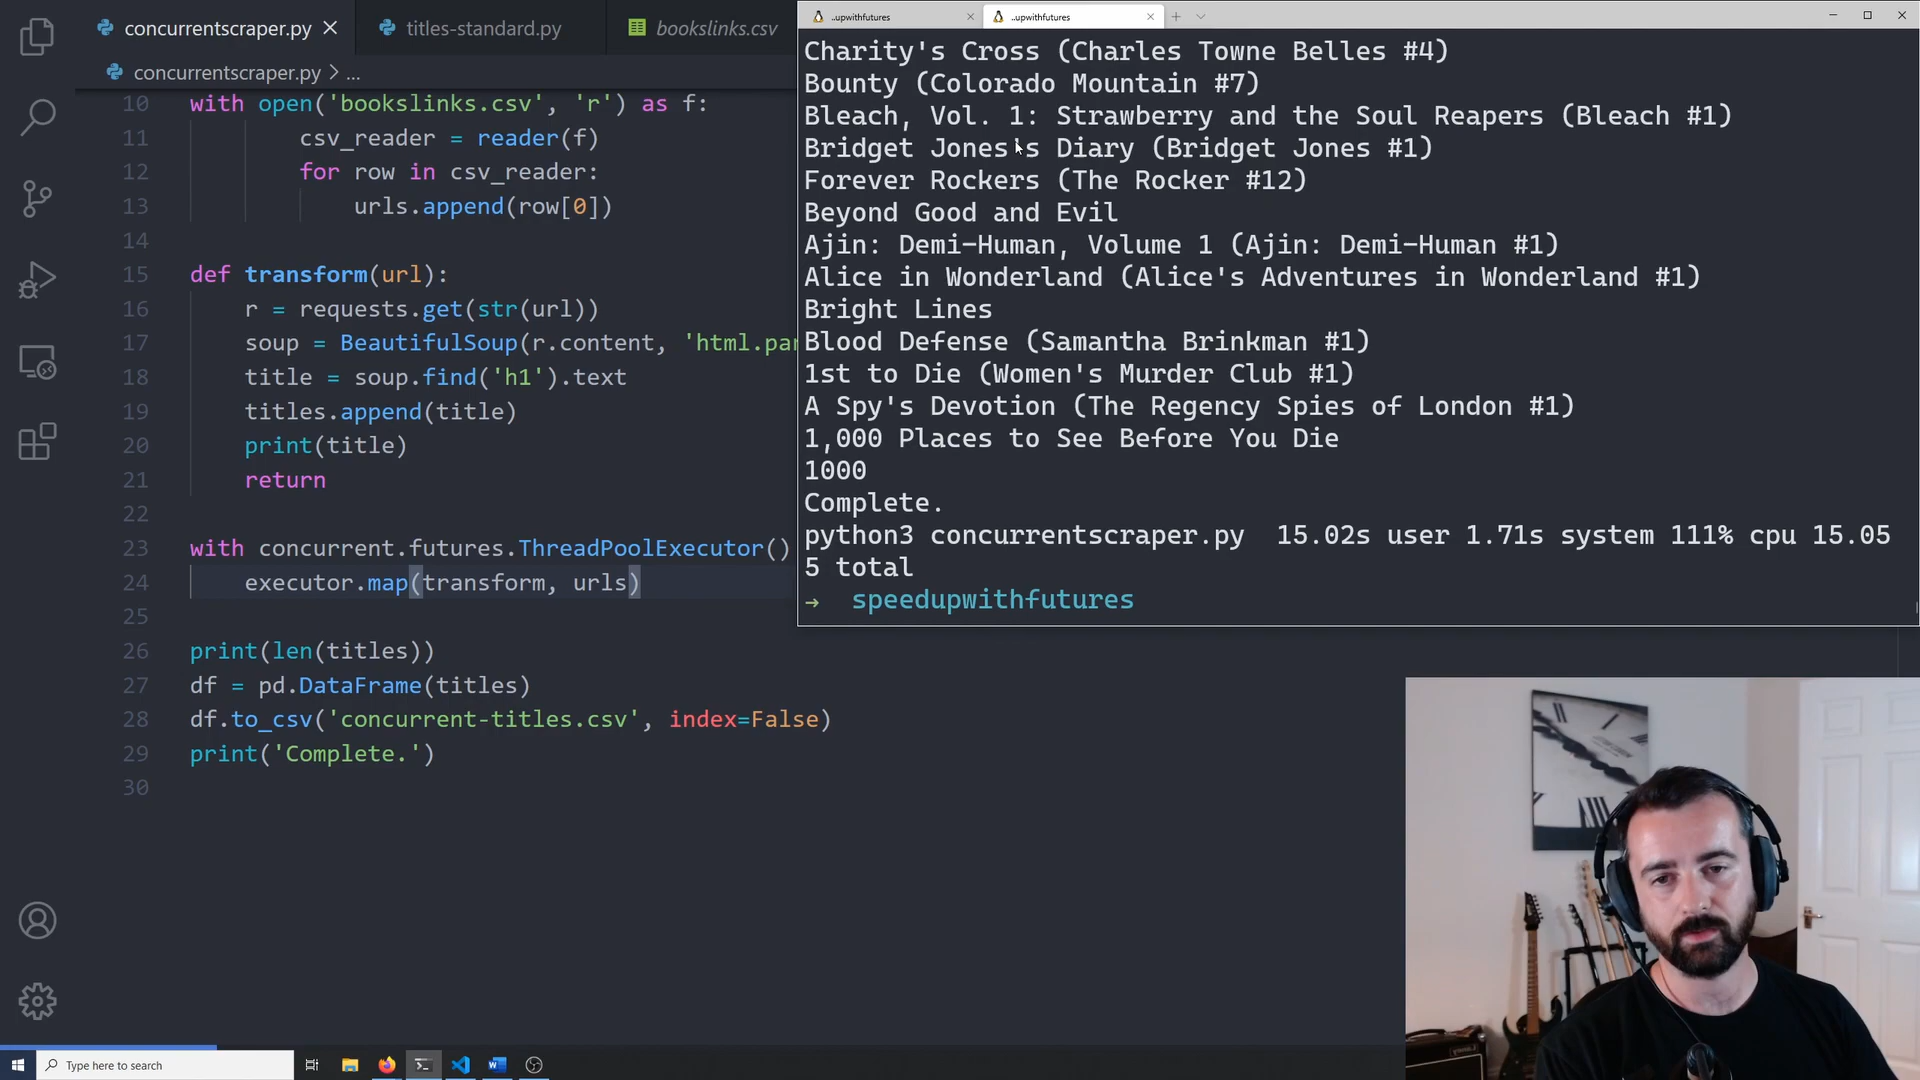 concurrentscraper.py
titles-standard.py
bookslinks.csv
concurrentscraper.py > ...
10 with open('bookslinks.csv', 'r') as f:
11 csv_reader = reader(f)
12 for row in csv_reader:
13 urls.append(row[0])
14
15 def transform(url):
16 r = requests.get(str(url))
17 soup = BeautifulSoup(r.content, 'html.par
18 title = soup.find('h1').text
19 titles.append(title)
20 print(title)
21 return
22
23 with concurrent.futures.ThreadPoolExecutor()
24 executor.map(transform, urls)
25
26 print(len(titles))
27 df = pd.DataFrame(titles)
28 df.to_csv('concurrent-titles.csv', index=False)
29 print('Complete.')
30
..upwithfutures
..upwithfutures
Charity's Cross (Charles Towne Belles #4)
Bounty (Colorado Mountain #7)
Bleach, Vol. 1: Strawberry and the Soul Reapers (Bleach #1)
Bridget Jones's Diary (Bridget Jones #1)
Forever Rockers (The Rocker #12)
Beyond Good and Evil
Ajin: Demi-Human, Volume 1 (Ajin: Demi-Human #1)
Alice in Wonderland (Alice's Adventures in Wonderland #1)
Bright Lines
Blood Defense (Samantha Brinkman #1)
1st to Die (Women's Murder Club #1)
A Spy's Devotion (The Regency Spies of London #1)
1,000 Places to See Before You Die
1000
Complete.
python3 concurrentscraper.py 15.02s user 1.71s system 111% cpu 15.05
5 total
→ speedupwithfutures
Type here to search